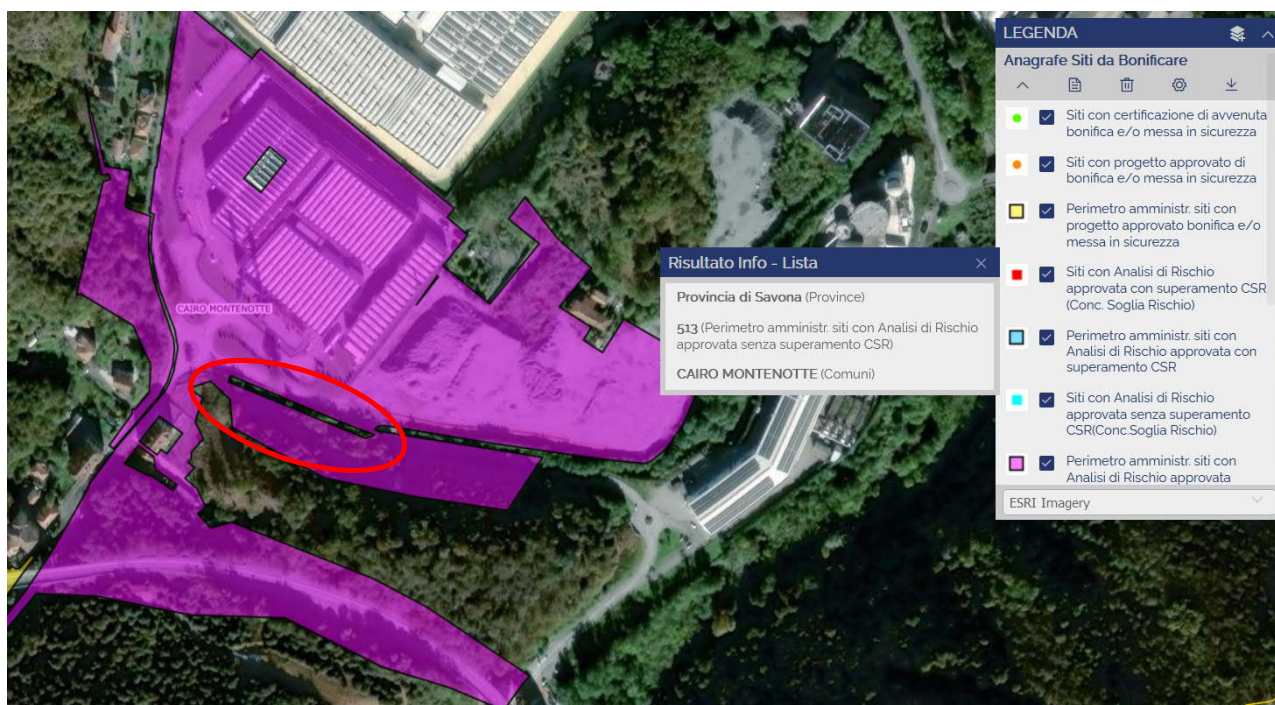 LEGENDA
Anagrafe Siti da Bonificare
Siti con certificazione di avvenuta
bonifica e/o messa in sicurezza
Siti con progetto approvato di
bonifica e/o messa in sicurezza
Perimetro amministr. siti con
progetto approvato bonifica e/o
messa in sicurezza
Siti con Analisi di Rischio
approvata con superamento CSR
(Conc. Soglia Rischio)
Perimetro amministr. siti con
Analisi di Rischio approvata con
superamento CSR
Siti con Analisi di Rischio
approvata senza superamento
CSR(Conc.Soglia Rischio)
Perimetro amministr. siti con
Analisi di Rischio approvata
ESRI Imagery
Risultato Info - Lista
Provincia di Savona (Province)
513 (Perimetro amministr. siti con Analisi di Rischio
approvata senza superamento CSR)
CAIRO MONTENOTTE (Comuni)
CAIRO MONTENOTTE